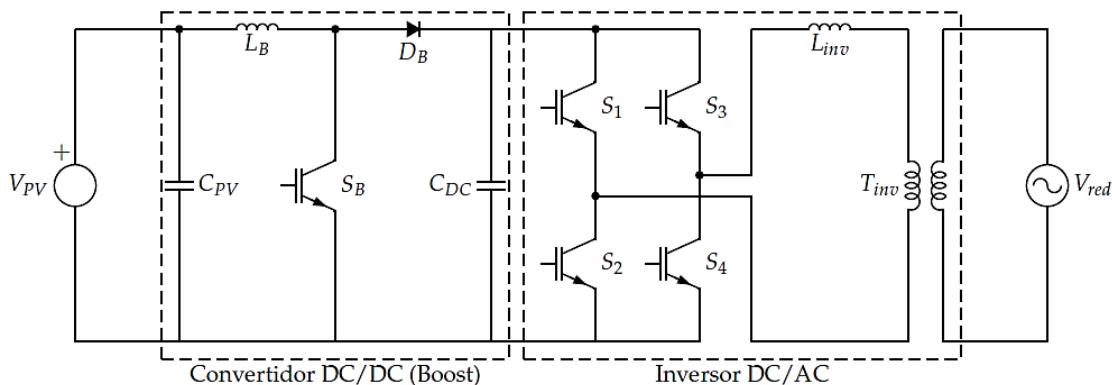 L_B
D_B
L_inv
S_1
S_3
+
V_PV
C_PV
S_B
C_DC
T_inv
V_red
S_2
S_4
Convertidor DC/DC (Boost)
Inversor DC/AC